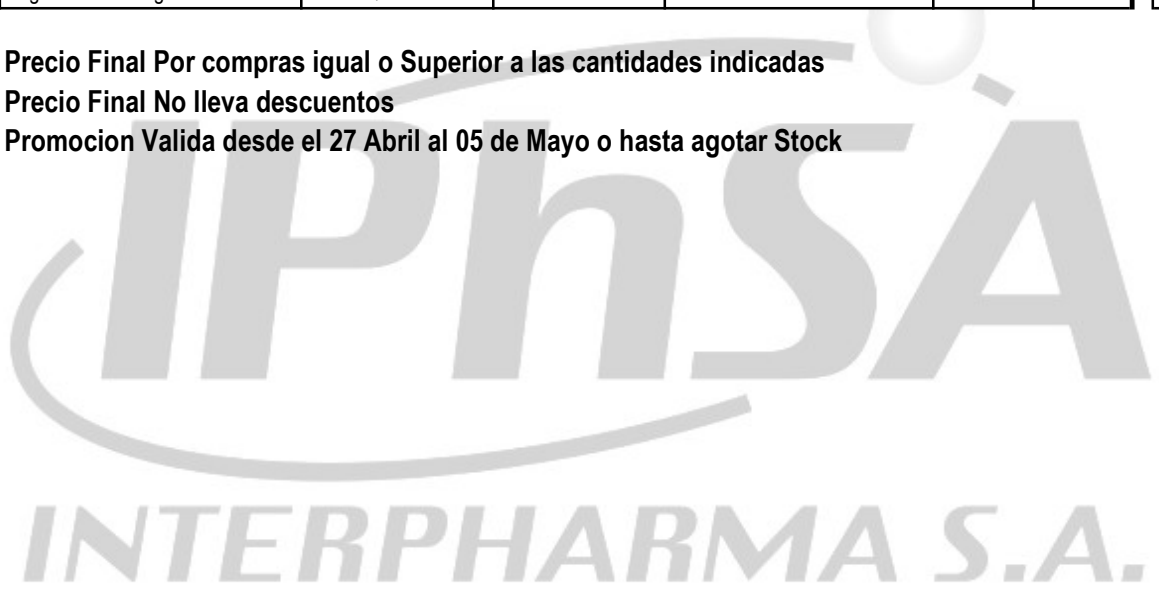 Precio Final Por compras igual o Superior a las cantidades indicadas
Precio Final No lleva descuentos
Promocion Valida desde el 27 Abril al 05 de Mayo o hasta agotar Stock
IPhSA
INTERPHARMA S.A.